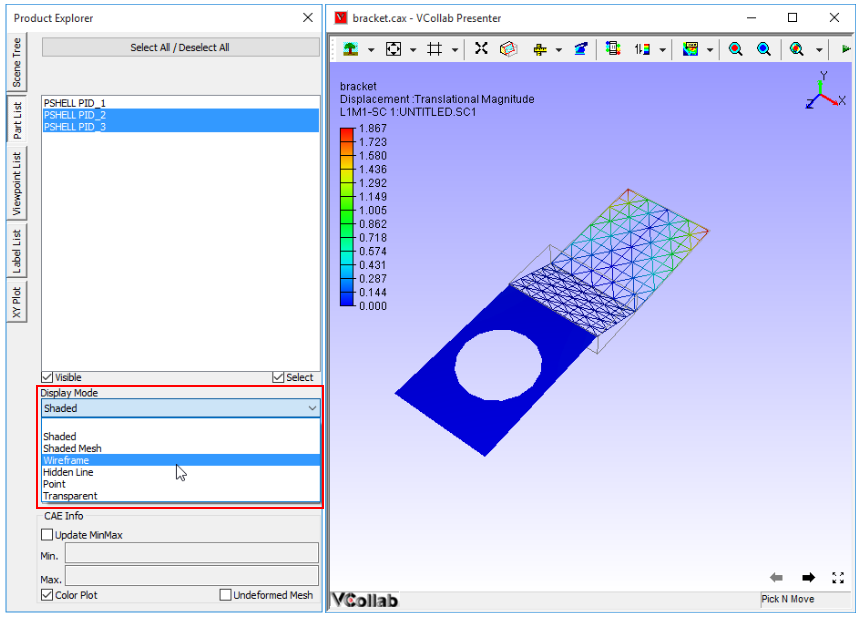 Product Explorer
Select All / Deselect All
Scene Tree
Part List
Viewpoint List
Label List
XY Plot
PSHELL PID_1
PSHELL PID_2
PSHELL PID_3
Visible
Select
Display Mode
Shaded
Shaded
Shaded Mesh
Wireframe
Hidden Line
Point
Transparent
CAE Info
Update MinMax
Min.
Max.
Color Plot
Undeformed Mesh
bracket.cax - VCollab Presenter
bracket
Displacement :Translational Magnitude
L1M1-SC 1:UNTITLED.SC1
1.867
1.723
1.580
1.436
1.292
1.149
1.005
0.862
0.718
0.574
0.431
0.287
0.144
0.000
Y
X
Z
VCollab
Pick N Move